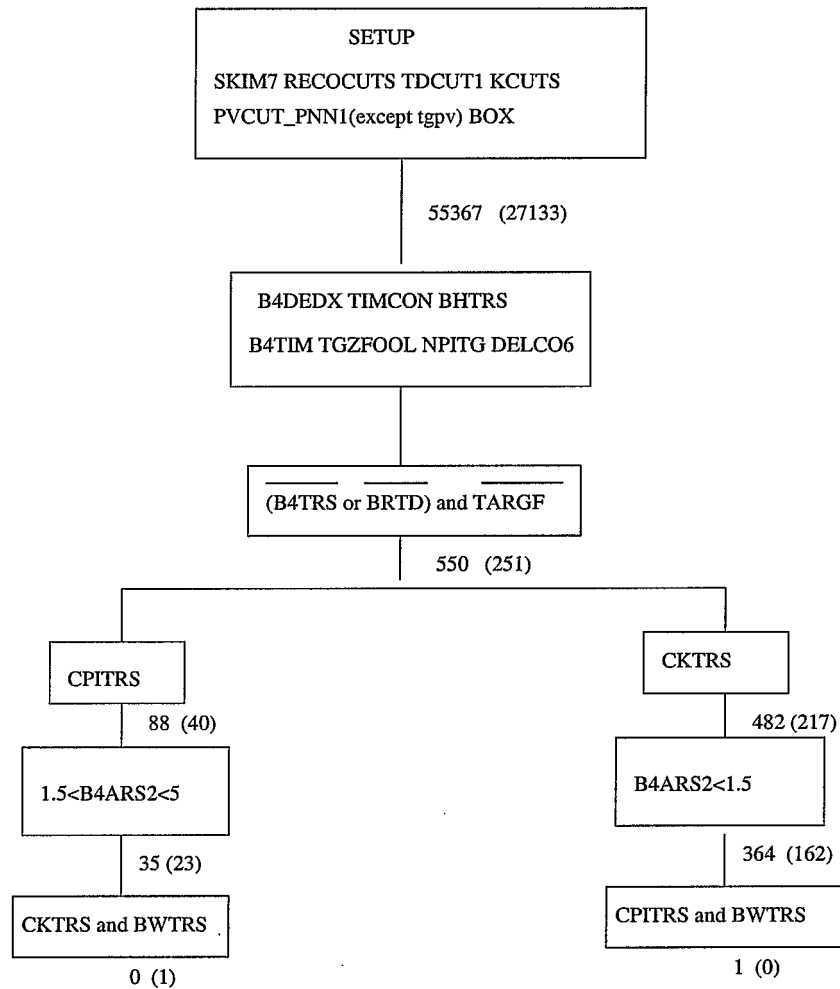 SETUP
SKIM7 RECOCUTS TDCUT1 KCUTS
PVCUT_PNN1(except tgpv) BOX
55367 (27133)
B4DEDX TIMCON BHTRS
B4TIM TGZFOOL NPITG DELCO6
(B4TRS or BRTD) and TARGF
550 (251)
CPITRS
CKTRS
88 (40)
482 (217)
1.5<B4ARS2<5
B4ARS2<1.5
35 (23)
364 (162)
CKTRS and BWTRS
CPITRS and BWTRS
0 (1)
1 (0)